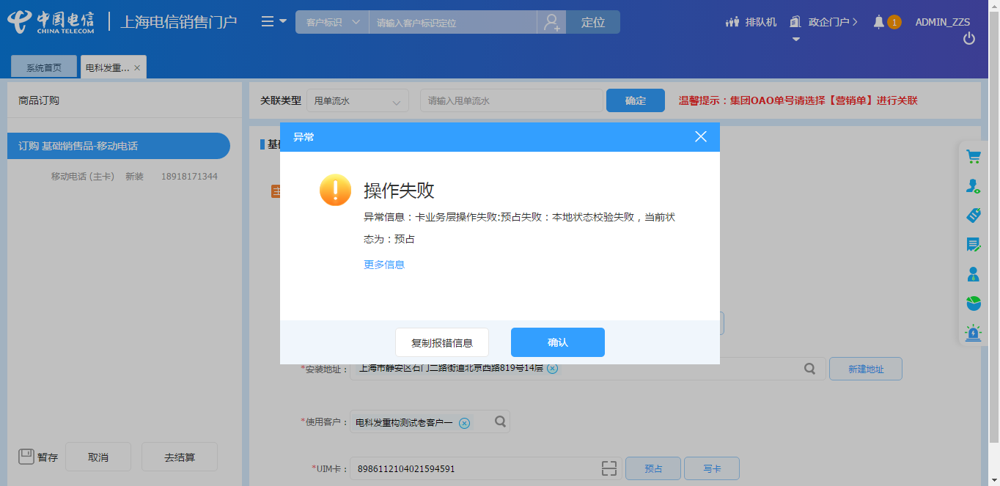 中国电信
CHINA TELECOM
上海电信销售门户
客户标识
请输入客户标识定位
定位
排队机
政企门户
1
ADMIN_ZZS
系统首页
电科发重...
商品订购
关联类型
甩单流水
请输入甩单流水
确定
温馨提示：集团OAO单号请选择【营销单】进行关联
订购 基础销售品-移动电话
移动电话 (主卡)
新装
18918171344
异常
操作失败
异常信息：卡业务层操作失败:预占失败：本地状态校验失败，当前状
态为：预占
更多信息
复制报错信息
确认
*安装地址：
上海市静安区石门二路街道北京西路819号14层
新建地址
*使用客户：
电科发重构测试老客户一
暂存
取消
去结算
*UIM卡：
8986112104021594591
预占
写卡